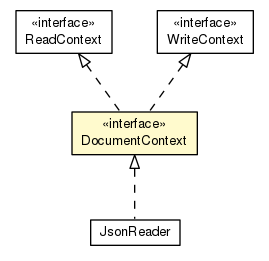 «interface»
ReadContext
«interface»
WriteContext
«interface»
DocumentContext
JsonReader